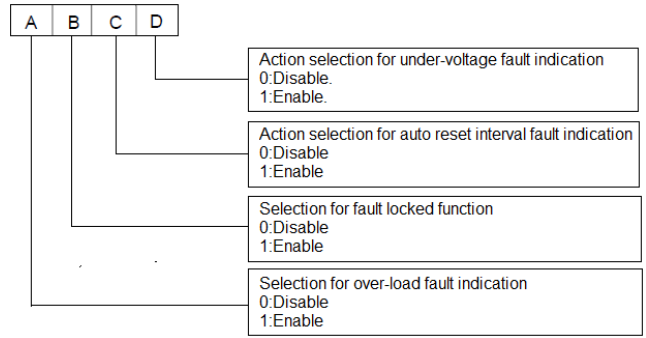 A B C D
Action selection for under-voltage fault indication
0:Disable.
1:Enable.
Action selection for auto reset interval fault indication
0:Disable
1:Enable
Selection for fault locked function
0:Disable
1:Enable
Selection for over-load fault indication
0:Disable
1:Enable